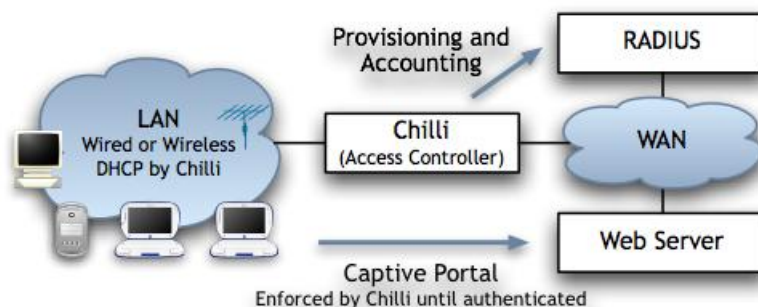 Provisioning and
Accounting
RADIUS
LAN
Wired or Wireless
DHCP by Chilli
Chilli
(Access Controller)
WAN
Web Server
Captive Portal
Enforced by Chilli until authenticated